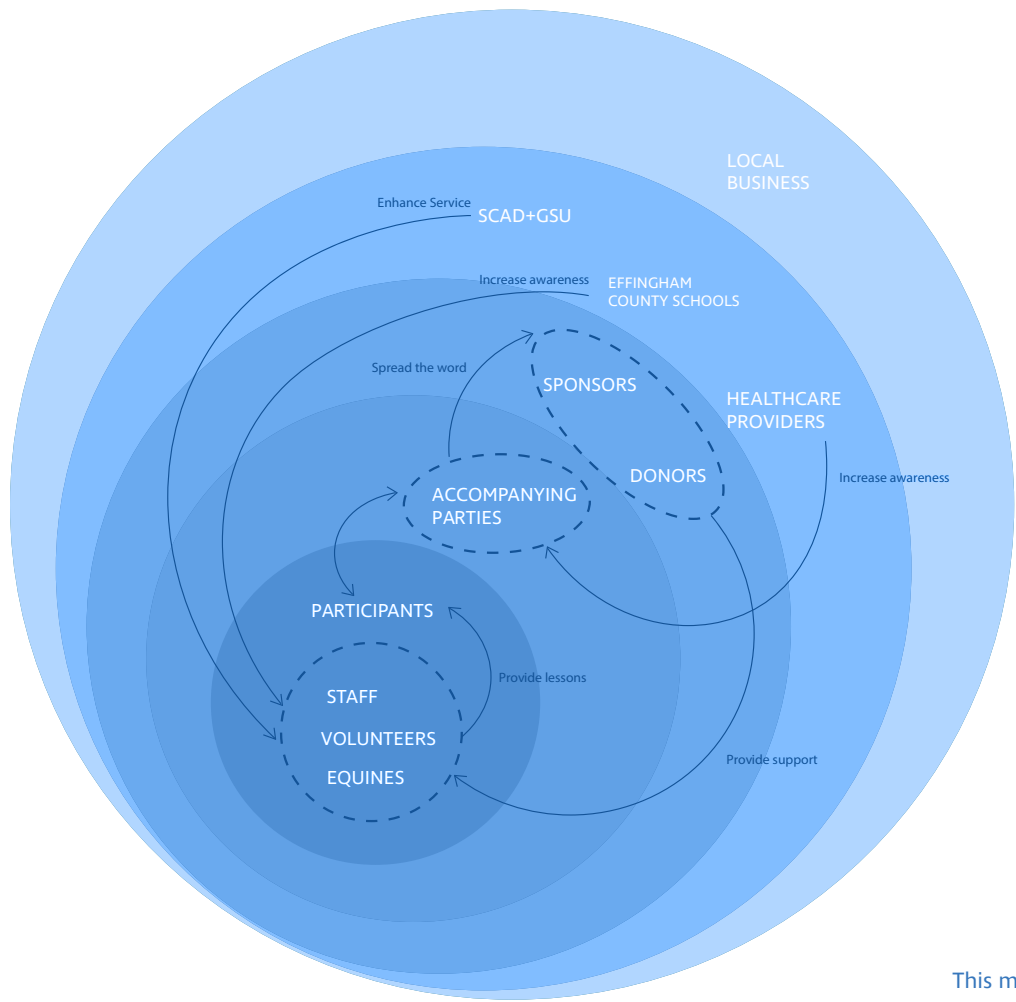 LOCAL
BUSINESS
Enhance Service
SCAD+GSU
Increase awareness
EFFINGHAM
COUNTY SCHOOLS
Spread the word
SPONSORS
HEALTHCARE
PROVIDERS
DONORS
Increase awareness
ACCOMPANYING
PARTIES
PARTICIPANTS
Provide lessons
STAFF
VOLUNTEERS
EQUINES
Provide support
This m